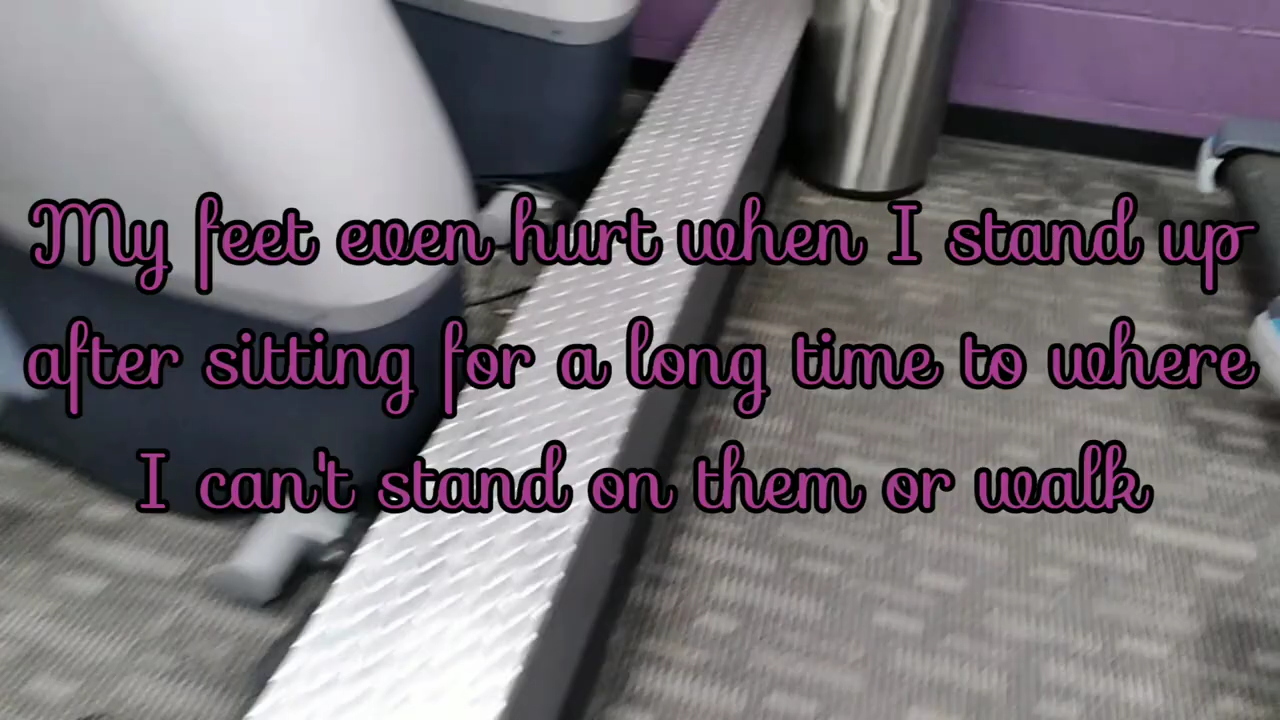 My feet even hurt when I stand up
after sitting for a long time to where
I can't stand on them or walk